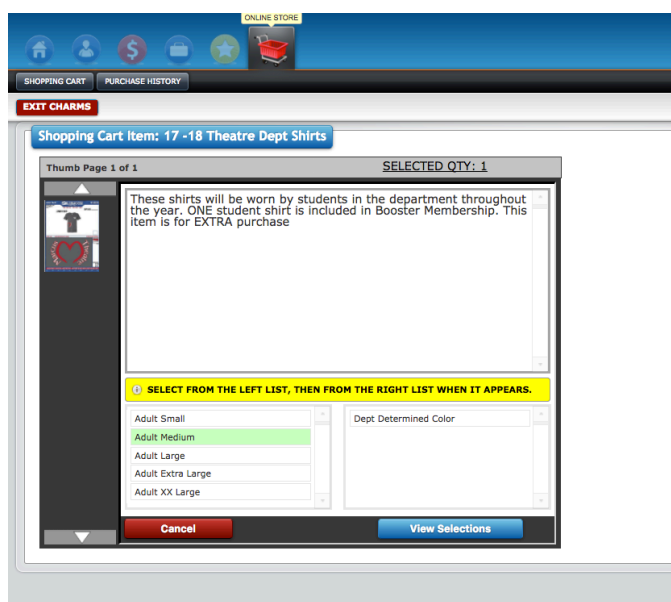 ONLINE STORE
SHOPPING CART
PURCHASE HISTORY
EXIT CHARMS
Shopping Cart Item: 17 -18 Theatre Dept Shirts
Thumb Page 1 of 1
SELECTED QTY: 1
These shirts will be worn by students in the department throughout
the year. ONE student shirt is included in Booster Membership. This
item is for EXTRA purchase
SELECT FROM THE LEFT LIST, THEN FROM THE RIGHT LIST WHEN IT APPEARS.
Adult Small
Adult Medium
Adult Large
Adult Extra Large
Adult XX Large
Dept Determined Color
Cancel
View Selections